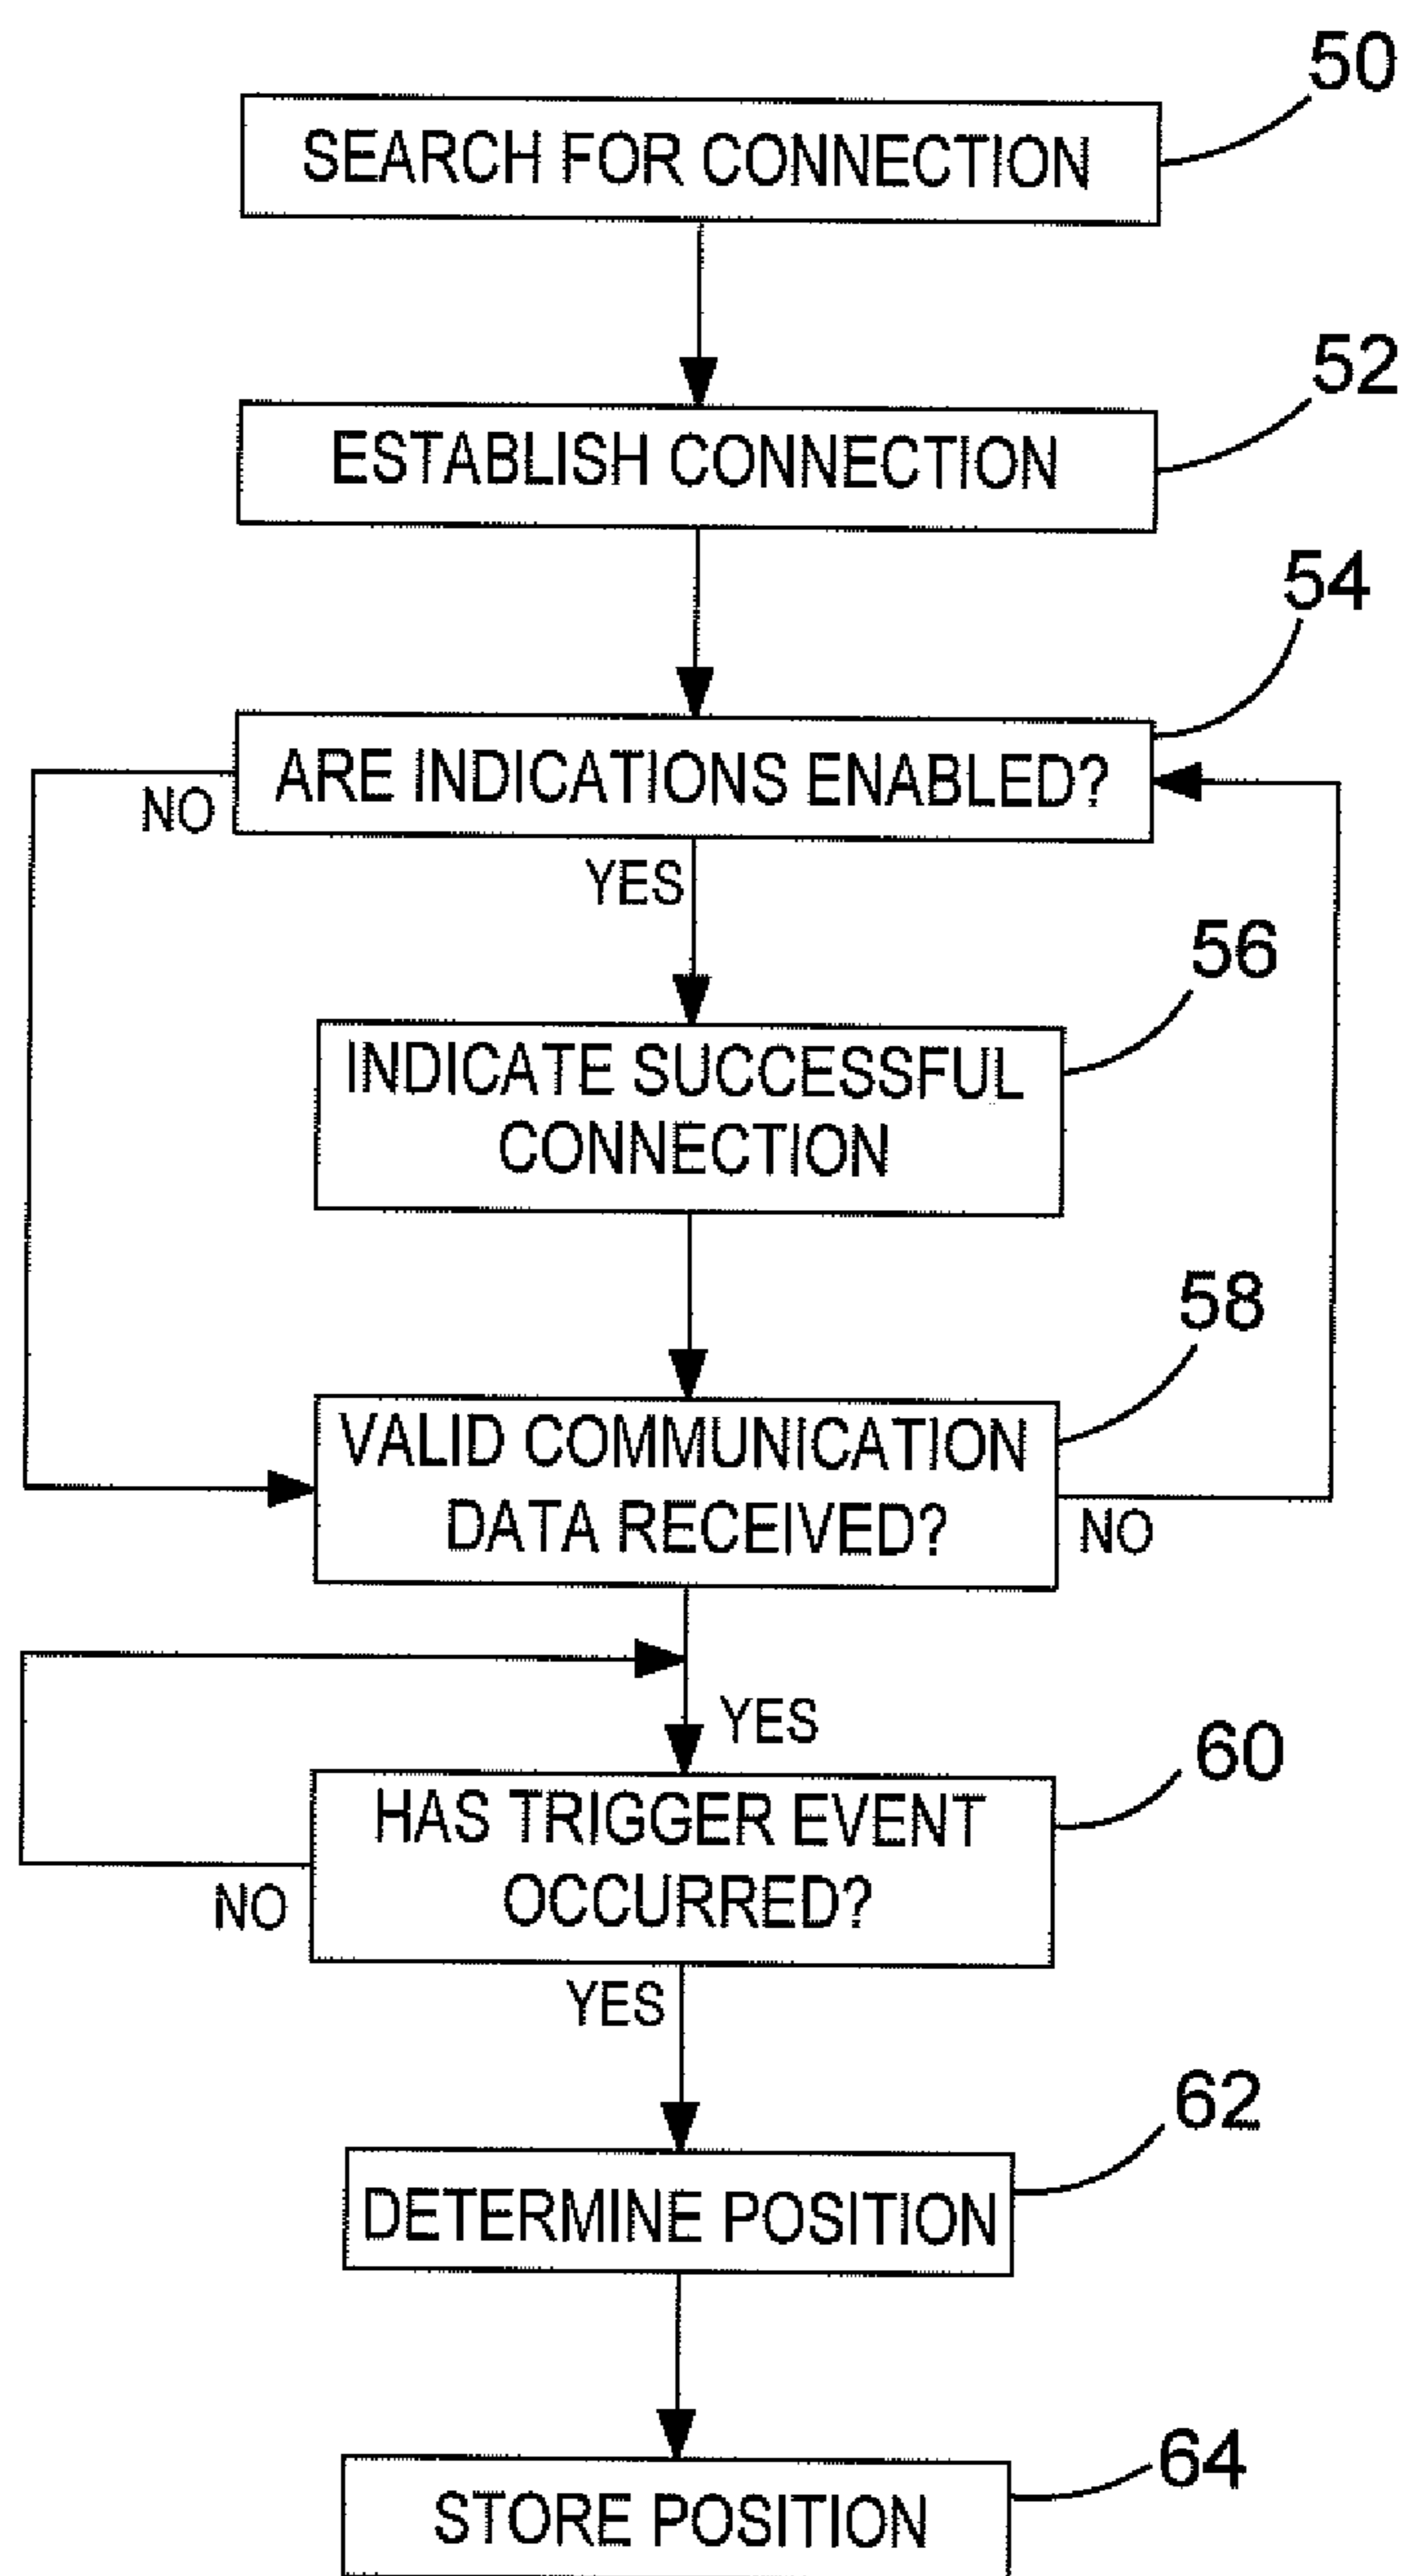 50
SEARCH FOR CONNECTION
52
ESTABLISH CONNECTION
54
ARE INDICATIONS ENABLED?
NO
YES
56
INDICATE SUCCESSFUL
CONNECTION
58
VALID COMMUNICATION
DATA RECEIVED?
NO
YES
60
HAS TRIGGER EVENT
OCCURRED?
NO
YES
62
DETERMINE POSITION
64
STORE POSITION